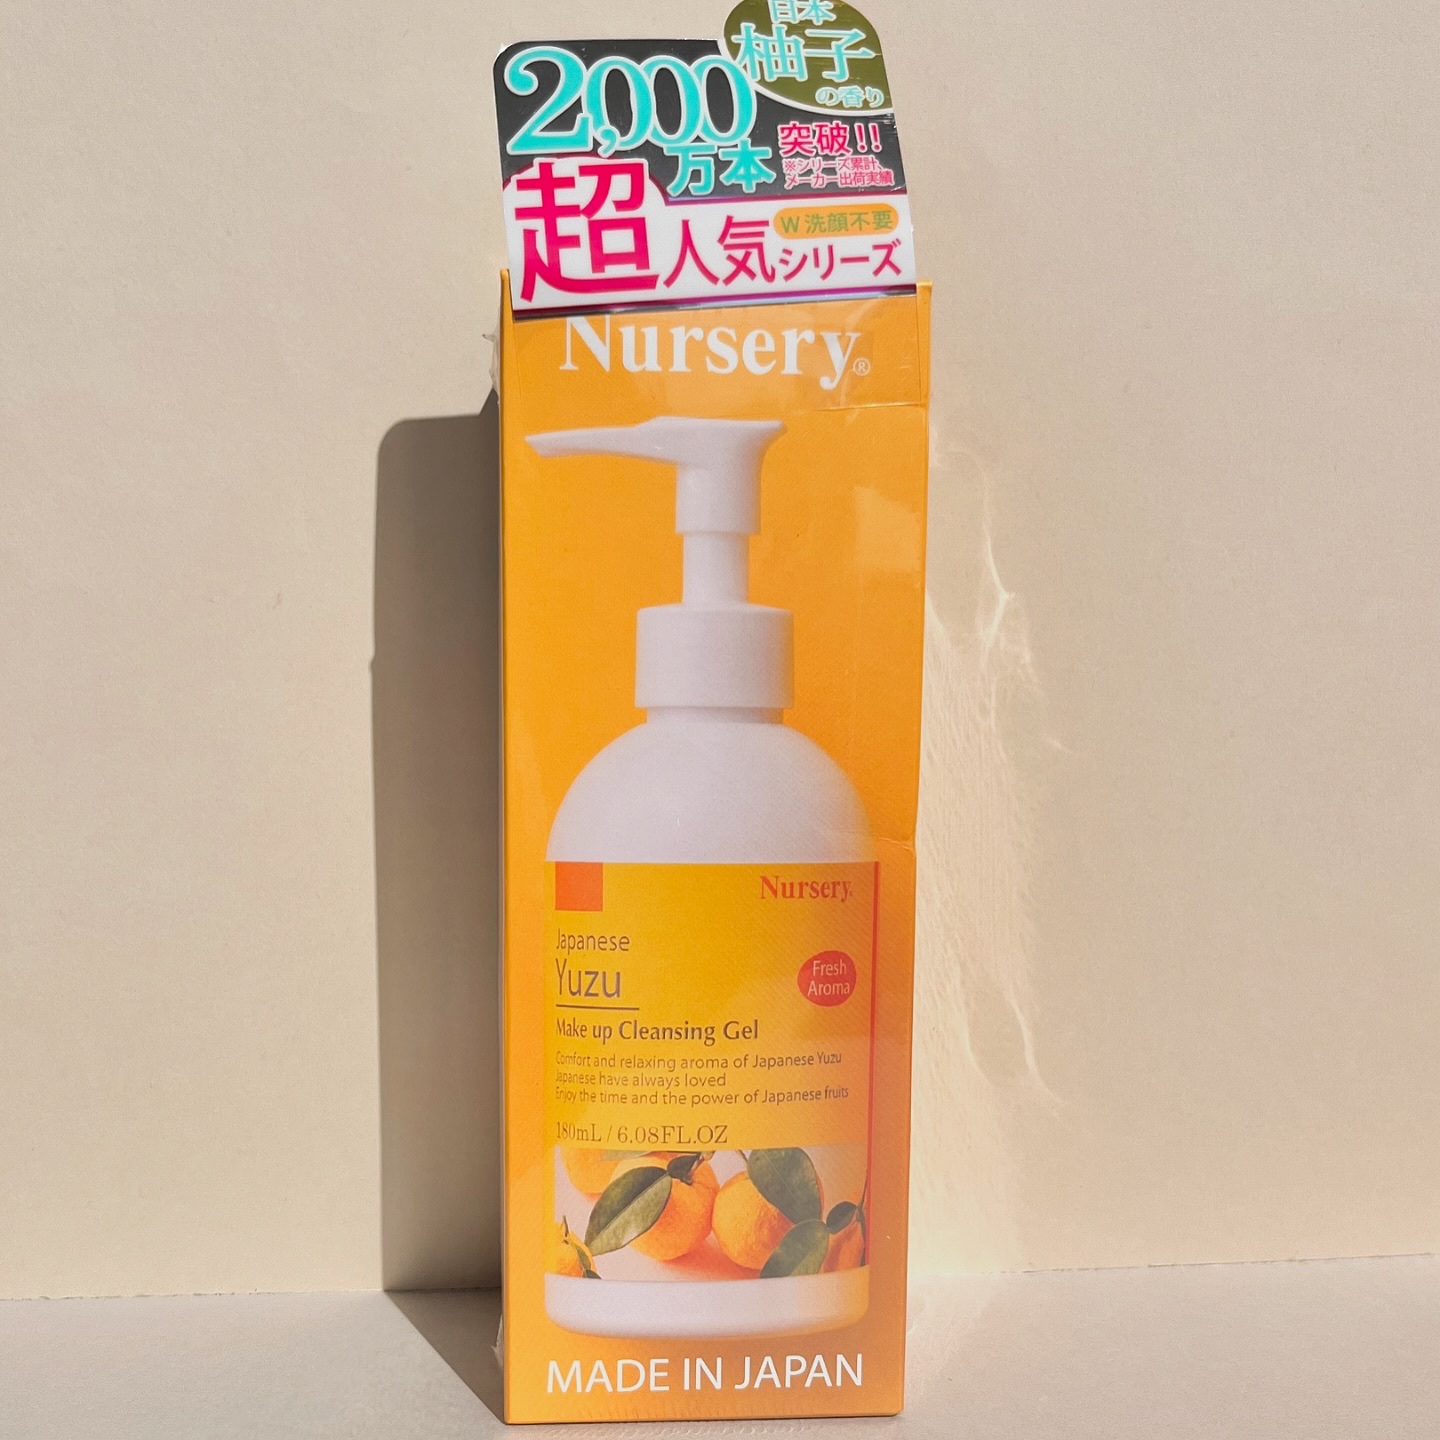 日本
柚子
の香り
2,000
万本
突破!!
※シリーズ累計、
メーカー出荷実績
超人気シリーズ
W洗顔不要
Nursery®
Nursery
Japanese
Yuzu
Fresh
Aroma
Make up Cleansing Gel
Comfort and relaxing aroma of Japanese Yuzu
Japanese have always loved
Enjoy the time and the power of Japanese fruits
180mL / 6.08FL.OZ
MADE IN JAPAN